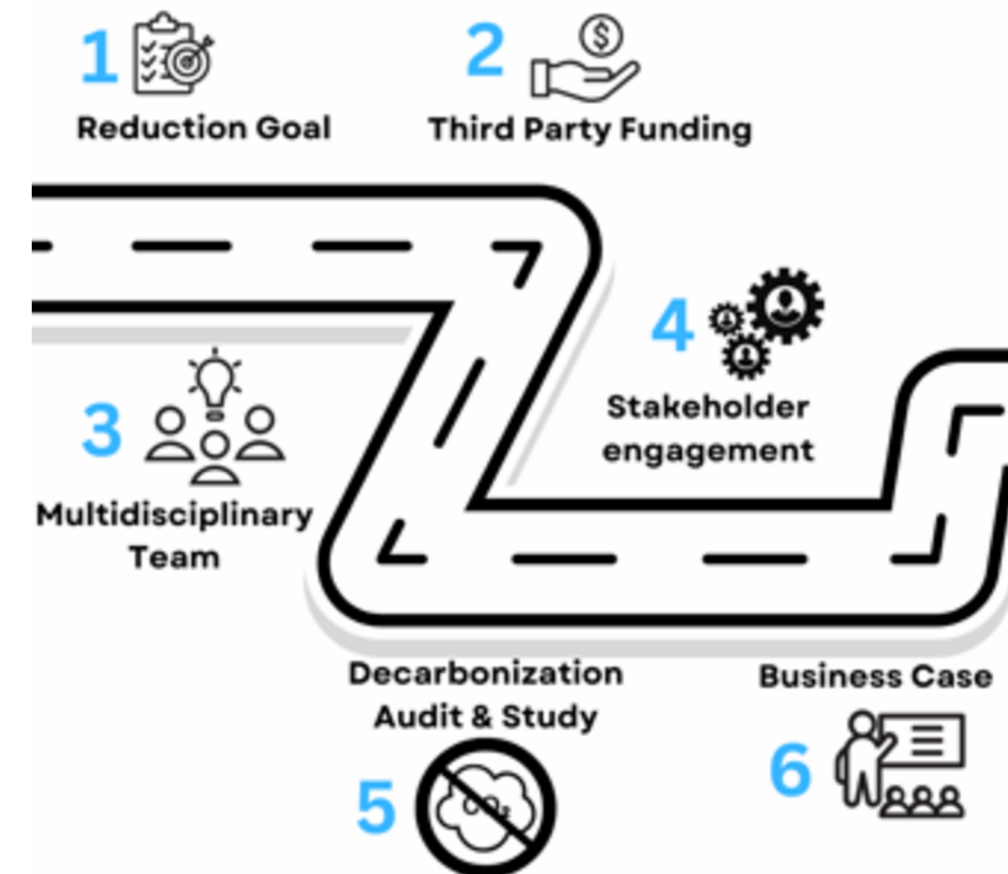 1
Reduction Goal
2
$
Third Party Funding
3
Multidisciplinary
Team
4
Stakeholder
engagement
Decarbonization
Audit & Study
5
CO₂
Business Case
6